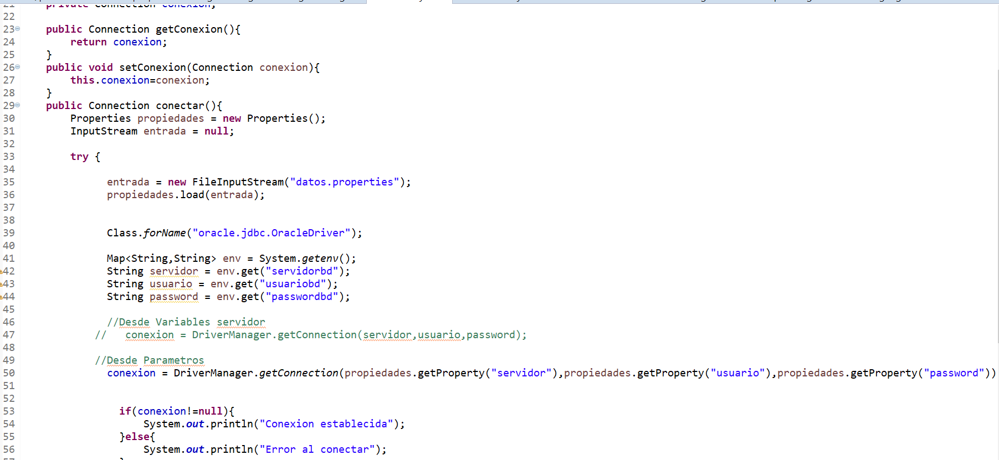 21 private Connection conexion;
22
23 public Connection getConexion(){
24 return conexion;
25 }
26 public void setConexion(Connection conexion){
27 this.conexion=conexion;
28 }
29 public Connection conectar(){
30 Properties propiedades = new Properties();
31 InputStream entrada = null;
32
33 try {
34
35 entrada = new FileInputStream("datos.properties");
36 propiedades.load(entrada);
37
38
39 Class.forName("oracle.jdbc.OracleDriver");
40
41 Map<String,String> env = System.getenv();
42 String servidor = env.get("servidorbd");
43 String usuario = env.get("usuariobd");
44 String password = env.get("passwordbd");
45
46 //Desde Variables servidor
47 // conexion = DriverManager.getConnection(servidor,usuario,password);
48
49 //Desde Parametros
50 conexion = DriverManager.getConnection(propiedades.getProperty("servidor"),propiedades.getProperty("usuario"),propiedades.getProperty("password"))
51
52
53 if(conexion!=null){
54 System.out.println("Conexion establecida");
55 }else{
56 System.out.println("Error al conectar");
57 }